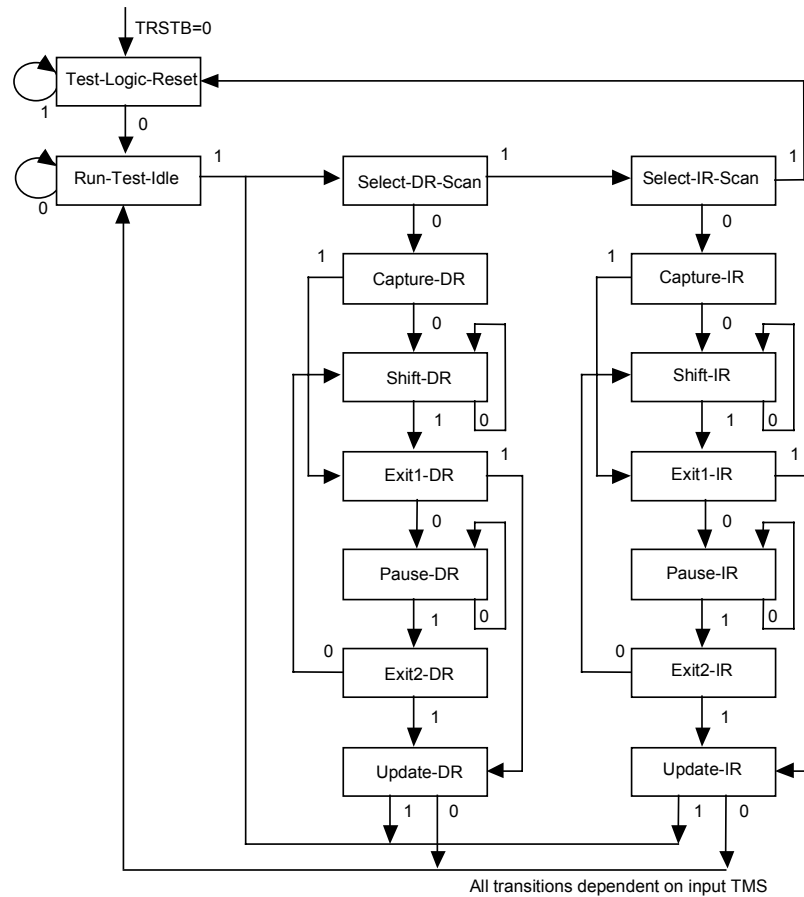 TRSTB=0
Test-Logic-Reset
1
0
Run-Test-Idle
1
0
Select-DR-Scan
1
Select-IR-Scan
1
0
0
1
Capture-DR
1
Capture-IR
0
0
Shift-DR
Shift-IR
1
0
1
0
Exit1-DR
1
Exit1-IR
1
0
0
Pause-DR
Pause-IR
1
0
1
0
0
Exit2-DR
0
Exit2-IR
1
1
Update-DR
Update-IR
1
0
1
0
All transitions dependent on input TMS